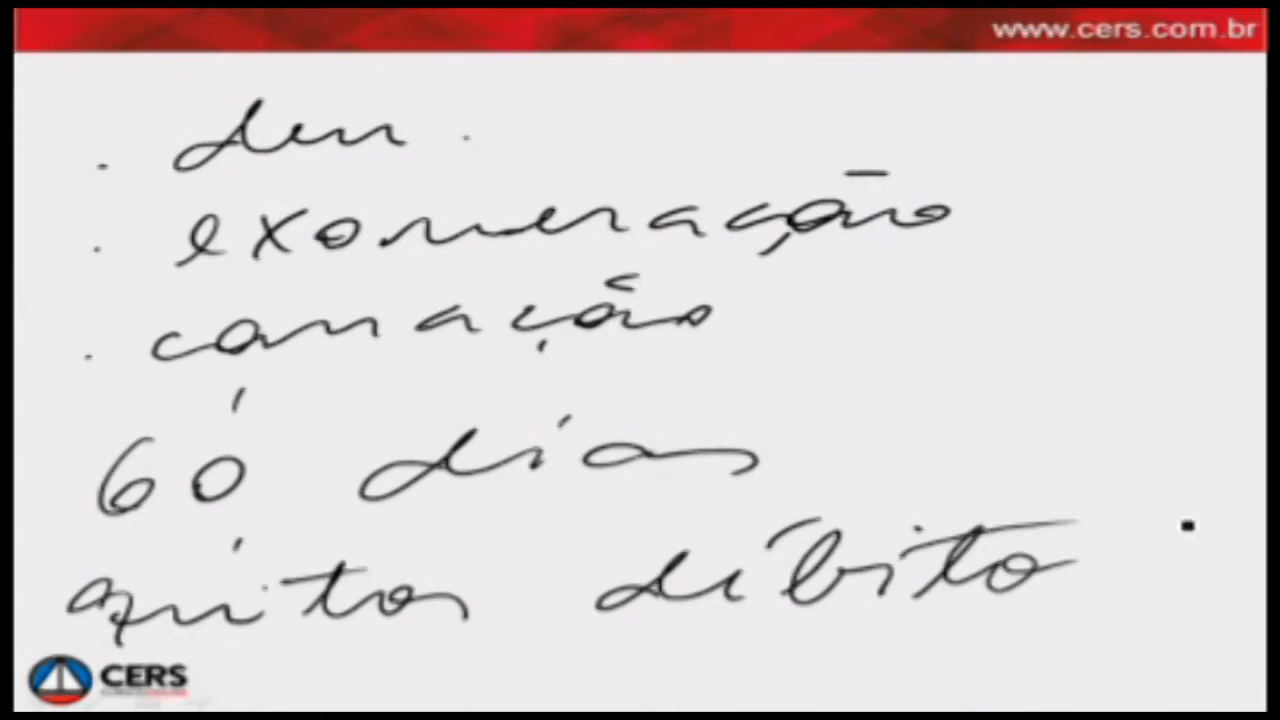 www.cers.com.br
. dem.
. exoneração
. cassação
60 dias
quitar débito
CERS